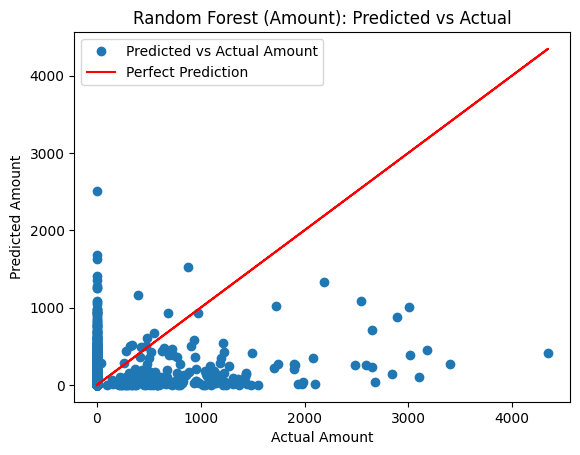 Random Forest (Amount): Predicted vs Actual
Predicted vs Actual Amount
Perfect Prediction
4000
3000
2000
1000
0
Predicted Amount
0
1000
2000
3000
4000
Actual Amount